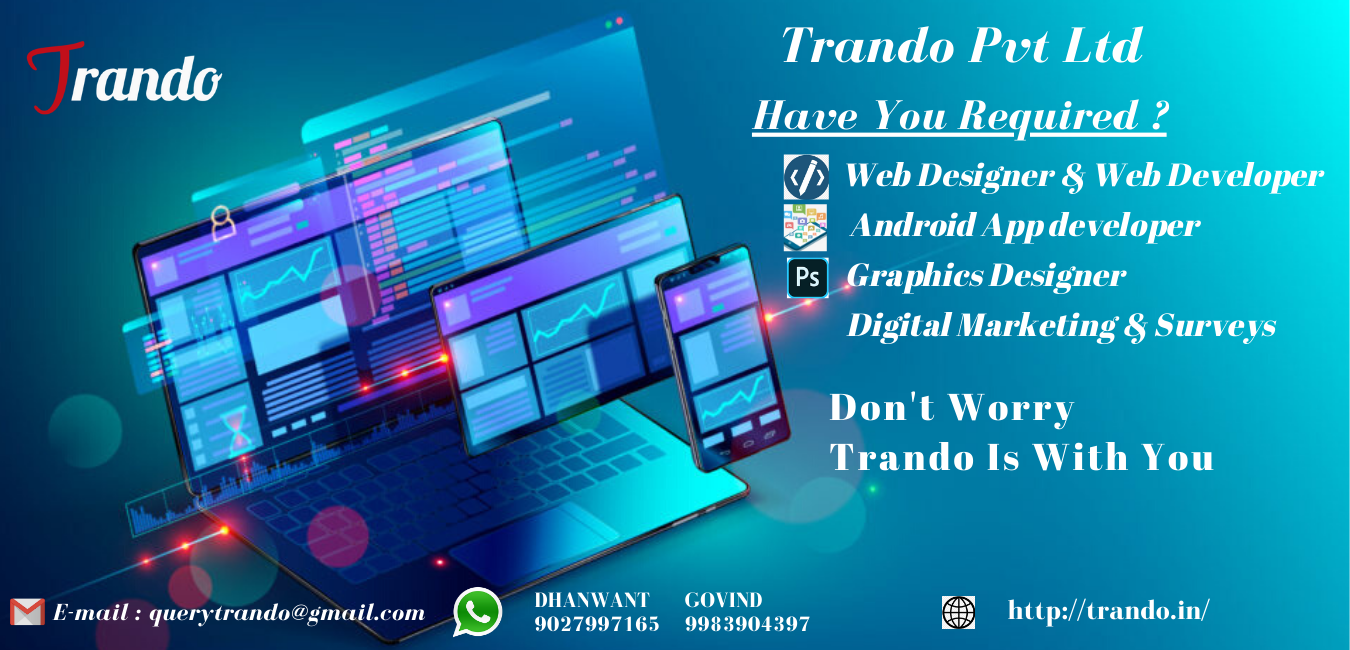 Trando
Trando Pvt Ltd
Have You Required ?
Web Designer & Web Developer
Android App developer
Ps
Graphics Designer
Digital Marketing & Surveys
Don't Worry
Trando Is With You
E-mail : querytrando@gmail.com
DHANWANT
9027997165
GOVIND
9983904397
http://trando.in/